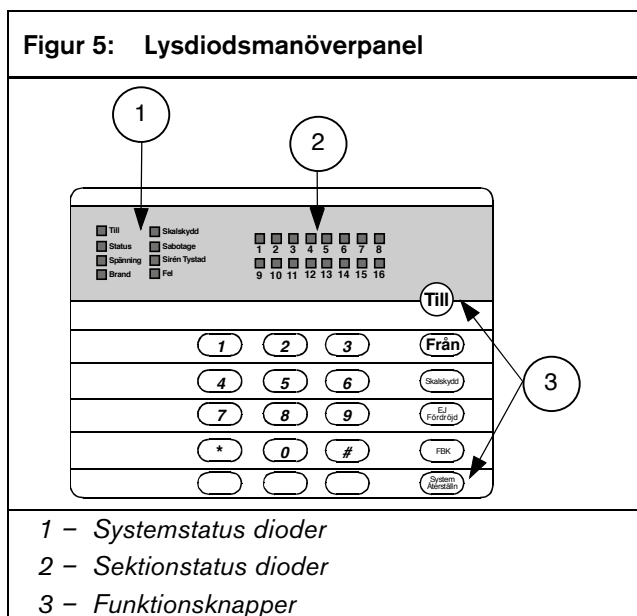 Figur 5: Lysdiodsmanöverpanel
1
2
Till
Skalskydd
Status
Sabotage
Spänning
Sirén Tystad
Brand
Fel
1 2 3 4 5 6 7 8
9 10 11 12 13 14 15 16
Till
1 2 3 Från
4 5 6 Skalskydd
7 8 9 EJ
Fördröjd
* 0 # FBK
System
Återställn
3
1 – Systemstatus dioder
2 – Sektionstatus dioder
3 – Funktionsknapper